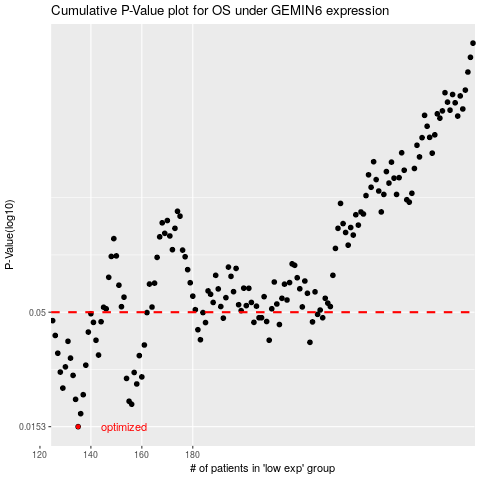 Cumulative P-Value plot for OS under GEMIN6 expression
P-Value(log10)
0.05
0.0153
optimized
120 140 160 180
# of patients in 'low exp' group